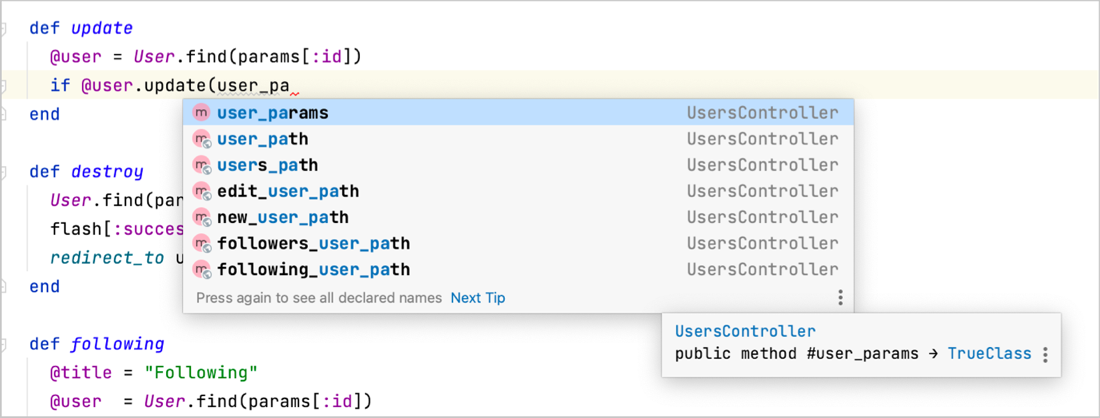 def update
@user = User.find(params[:id])
if @user.update(user_pa
end
user_params UsersController
user_path UsersController
users_path UsersController
edit_user_path UsersController
new_user_path UsersController
followers_user_path UsersController
following_user_path UsersController
Press again to see all declared names Next Tip
UsersController
public method #user_params → TrueClass
def destroy
User.find(par
flash[:succes
redirect_to u
end
def following
@title = "Following"
@user = User.find(params[:id])